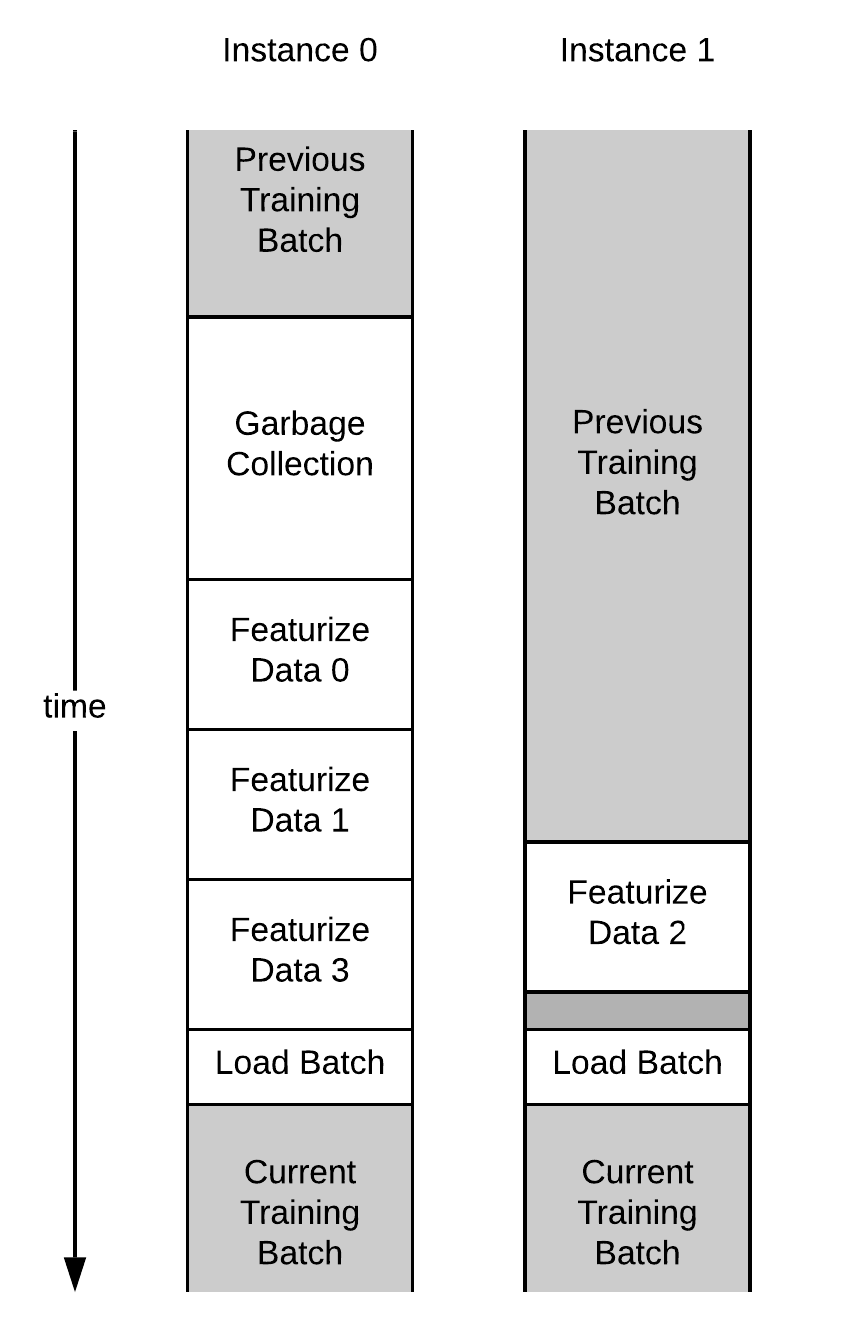 Instance 0
Instance 1
Previous
Training
Batch
Garbage
Collection
Previous
Training
Batch
Featurize
Data 0
time
Featurize
Data 1
Featurize
Data 2
Featurize
Data 3
Load Batch
Load Batch
Current
Training
Batch
Current
Training
Batch